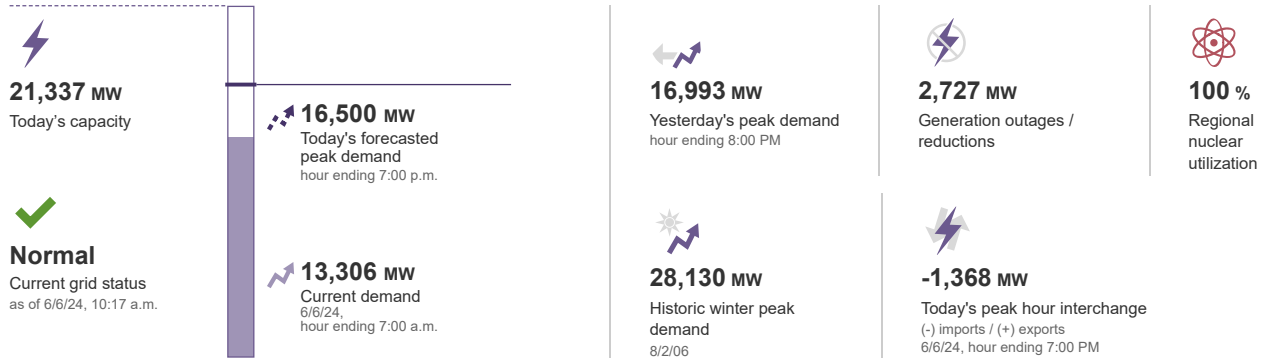 21,337 MW
Today's capacity
Normal
Current grid status
as of 6/6/24, 10:17 a.m.
16,500 MW
Today's forecasted
peak demand
hour ending 7:00 p.m.
13,306 MW
Current demand
6/6/24,
hour ending 7:00 a.m.
16,993 MW
Yesterday's peak demand
hour ending 8:00 PM
2,727 MW
Generation outages /
reductions
100 %
Regional
nuclear
utilization
28,130 MW
Historic winter peak
demand
8/2/06
-1,368 MW
Today's peak hour interchange
(-) imports / (+) exports
6/6/24, hour ending 7:00 PM